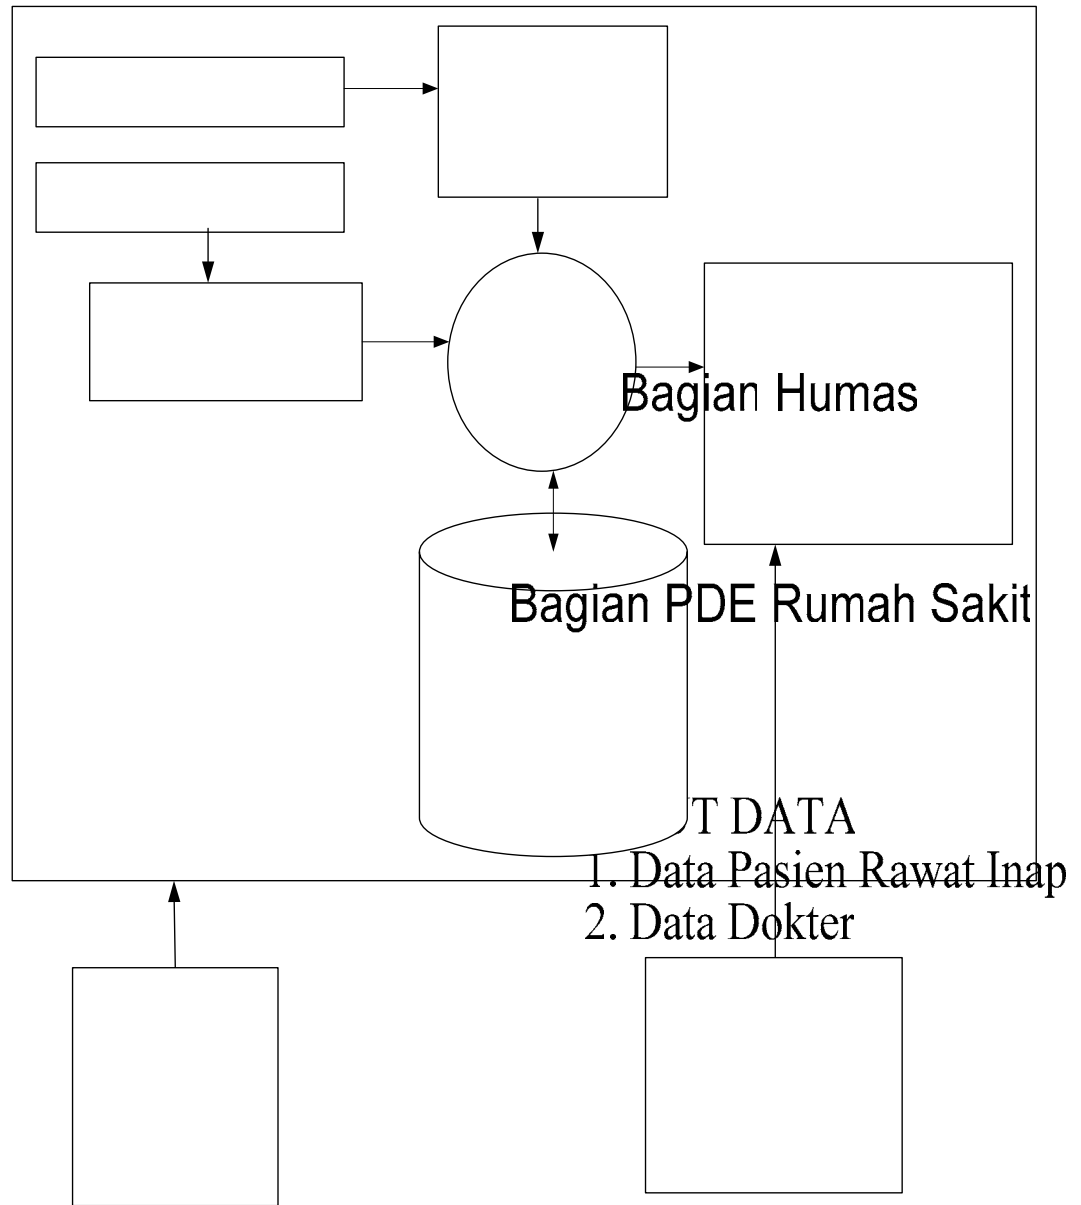 Bagian Humas
Bagian PDE Rumah Sakit
T DATA
1. Data Pasien Rawat Inap
2. Data Dokter